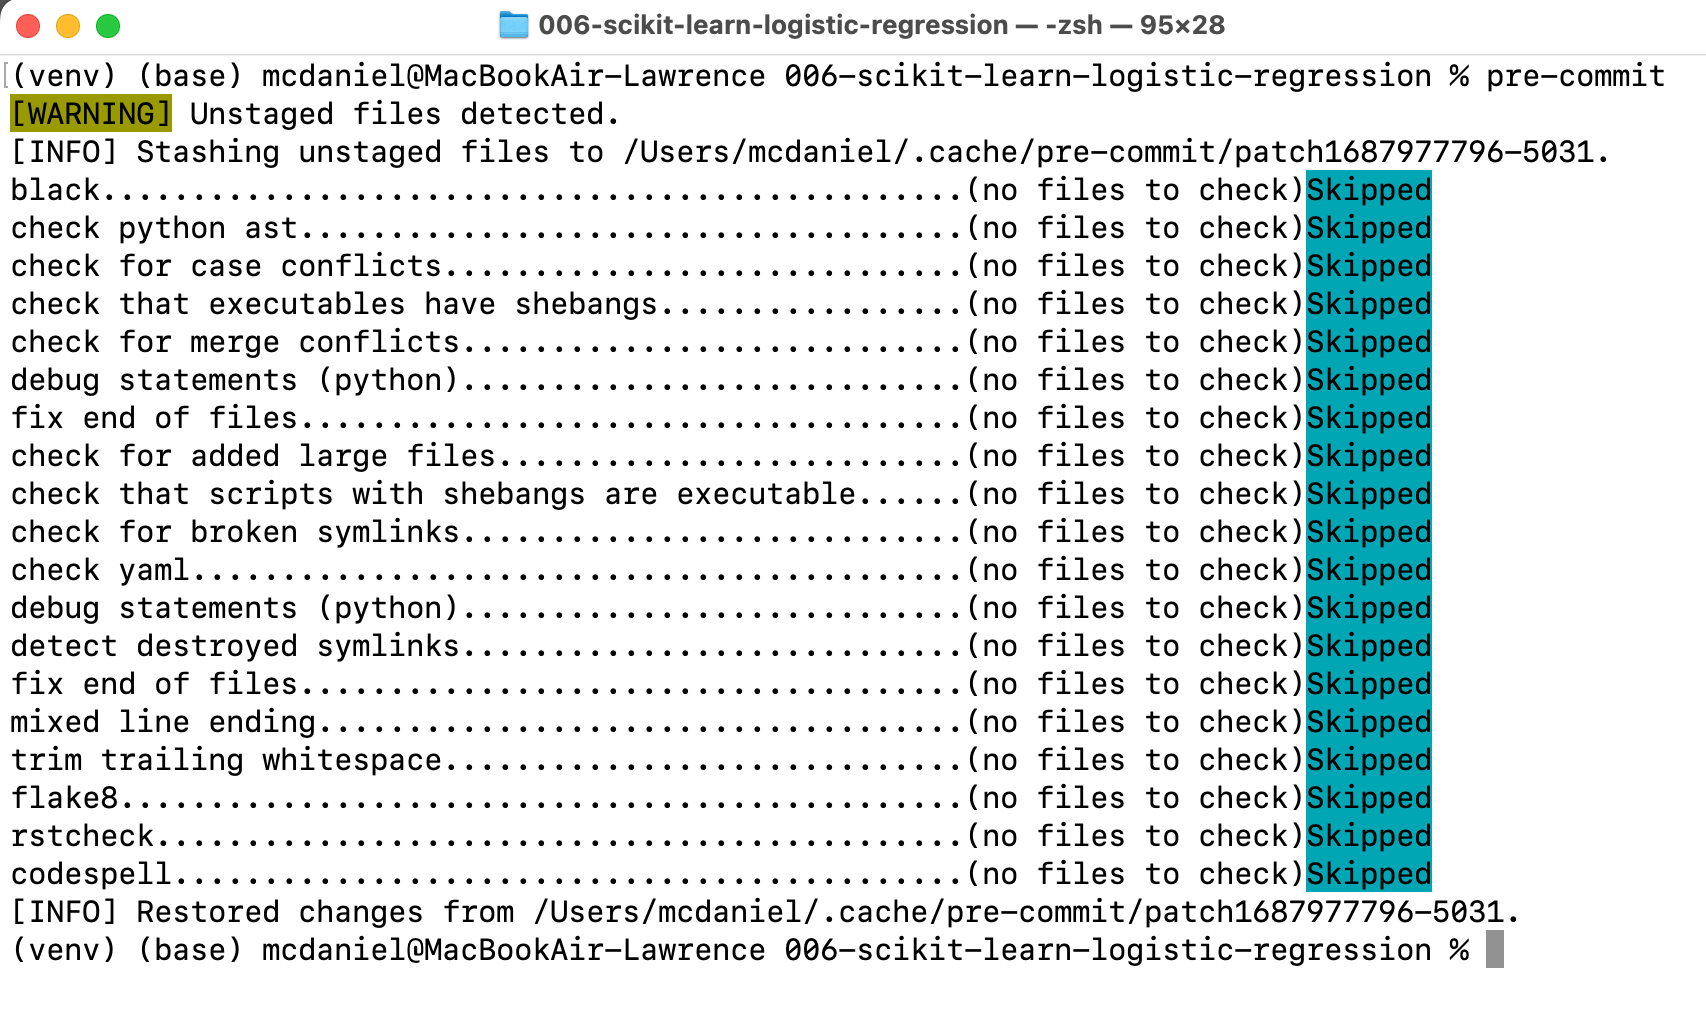 006-scikit-learn-logistic-regression — -zsh — 95×28
[(venv) (base) mcdaniel@MacBookAir-Lawrence 006-scikit-learn-logistic-regression % pre-commit
[WARNING] Unstaged files detected.
[INFO] Stashing unstaged files to /Users/mcdaniel/.cache/pre-commit/patch1687977796-5031.
black................................................(no files to check)Skipped
check python ast.....................................(no files to check)Skipped
check for case conflicts.............................(no files to check)Skipped
check that executables have shebangs.................(no files to check)Skipped
check for merge conflicts............................(no files to check)Skipped
debug statements (python)............................(no files to check)Skipped
fix end of files.....................................(no files to check)Skipped
check for added large files..........................(no files to check)Skipped
check that scripts with shebangs are executable......(no files to check)Skipped
check for broken symlinks............................(no files to check)Skipped
check yaml...........................................(no files to check)Skipped
debug statements (python)............................(no files to check)Skipped
detect destroyed symlinks............................(no files to check)Skipped
fix end of files.....................................(no files to check)Skipped
mixed line ending....................................(no files to check)Skipped
trim trailing whitespace.............................(no files to check)Skipped
flake8...............................................(no files to check)Skipped
rstcheck.............................................(no files to check)Skipped
codespell............................................(no files to check)Skipped
[INFO] Restored changes from /Users/mcdaniel/.cache/pre-commit/patch1687977796-5031.
(venv) (base) mcdaniel@MacBookAir-Lawrence 006-scikit-learn-logistic-regression %